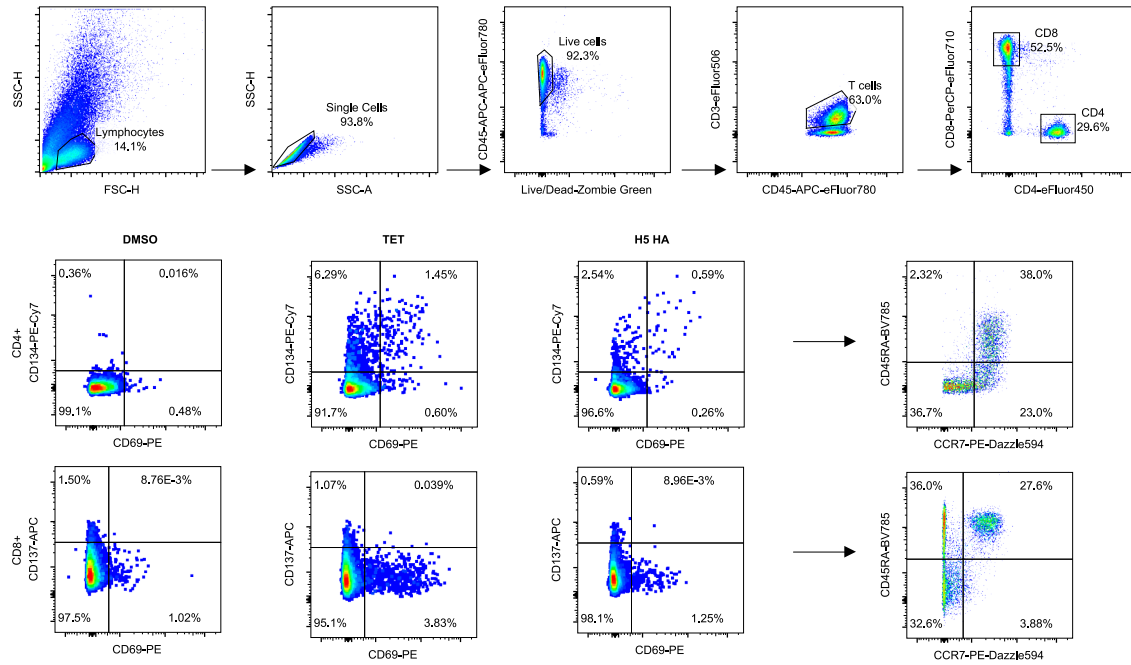 SSC-H
Lymphocytes
14.1%
FSC-H
SSC-H
Single Cells
93.8%
SSC-A
CD45-APC-APC-eFluor780
Live cells
92.3%
Live/Dead-Zombie Green
CD3-eFluor506
T cells
63.0%
CD45-APC-eFluor780
CD8-PerCP-eFluor710
CD8
52.5%
CD4
29.6%
CD4-eFluor450
DMSO
TET
H5 HA
CD4+
CD134-PE-Cy7
0.36%
0.016%
99.1%
0.48%
CD69-PE
CD134-PE-Cy7
6.29%
1.45%
91.7%
0.60%
CD69-PE
CD134-PE-Cy7
2.54%
0.59%
96.6%
0.26%
CD69-PE
CD45RA-BV785
2.32%
38.0%
36.7%
23.0%
CCR7-PE-Dazzle594
CD8+
CD137-APC
1.50%
8.76E-3%
97.5%
1.02%
CD69-PE
CD137-APC
1.07%
0.039%
95.1%
3.83%
CD69-PE
CD137-APC
0.59%
8.96E-3%
98.1%
1.25%
CD69-PE
CD45RA-BV785
36.0%
27.6%
32.6%
3.88%
CCR7-PE-Dazzle594